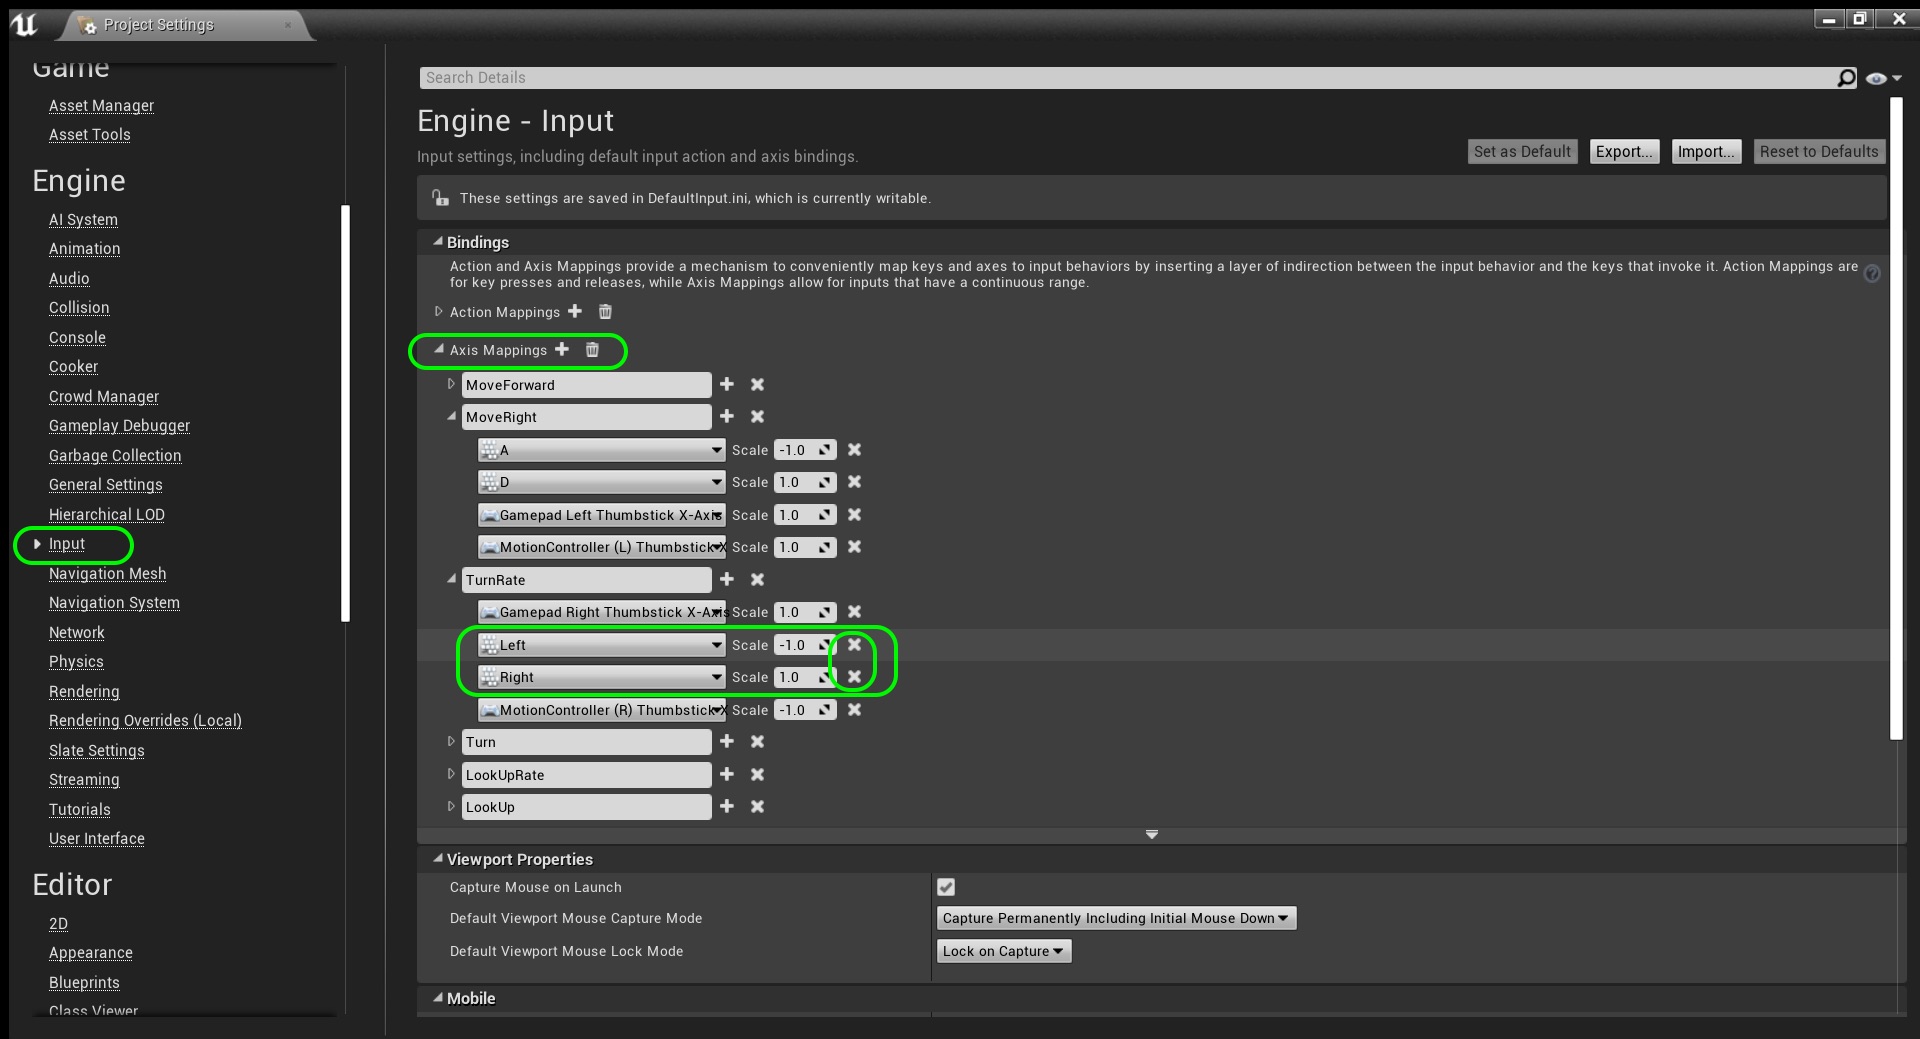 Project Settings
Game
Asset Manager
Asset Tools
Engine
AI System
Animation
Audio
Collision
Console
Cooker
Crowd Manager
Gameplay Debugger
Garbage Collection
General Settings
Hierarchical LOD
Input
Navigation Mesh
Navigation System
Network
Physics
Rendering
Rendering Overrides (Local)
Slate Settings
Streaming
Tutorials
User Interface
Editor
2D
Appearance
Blueprints
Class Viewer
Search Details
Engine - Input
Input settings, including default input action and axis bindings.
Set as Default Export... Import... Reset to Defaults
These settings are saved in DefaultInput.ini, which is currently writable.
Bindings
Action and Axis Mappings provide a mechanism to conveniently map keys and axes to input behaviors by inserting a layer of indirection between the input behavior and the keys that invoke it. Action Mappings are
for key presses and releases, while Axis Mappings allow for inputs that have a continuous range.
Action Mappings
Axis Mappings
MoveForward
MoveRight
A Scale -1.0
D Scale 1.0
Gamepad Left Thumbstick X-Axis Scale 1.0
MotionController (L) Thumbstick X Scale 1.0
TurnRate
Gamepad Right Thumbstick X-Axis Scale 1.0
Left Scale -1.0
Right Scale 1.0
MotionController (R) Thumbstick X Scale -1.0
Turn
LookUpRate
LookUp
Viewport Properties
Capture Mouse on Launch
Default Viewport Mouse Capture Mode Capture Permanently Including Initial Mouse Down
Default Viewport Mouse Lock Mode Lock on Capture
Mobile